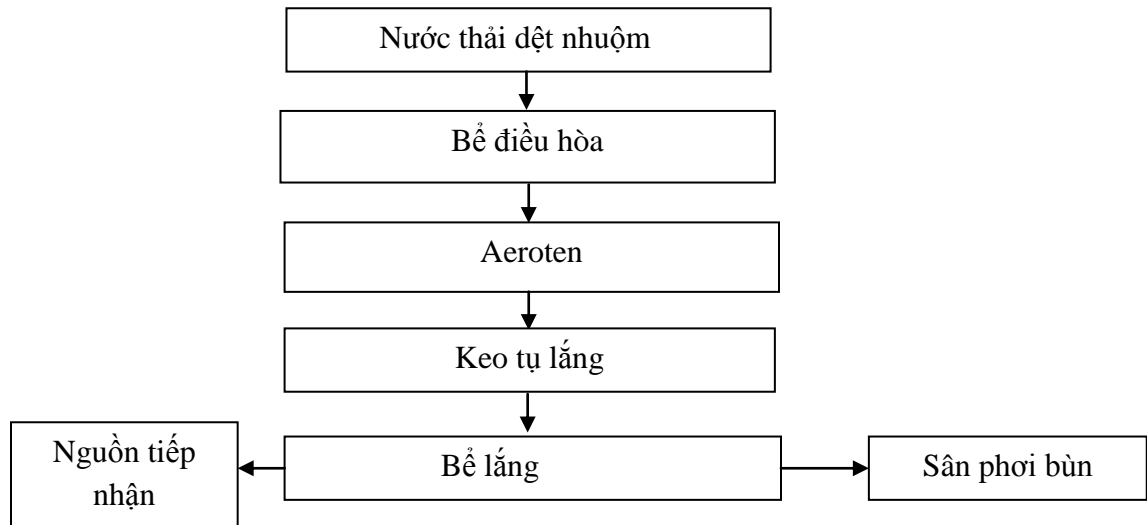 Nước thải dệt nhuộm
Bể điều hòa
Aeroten
Keo tụ lắng
Nguồn tiếp
nhận
Bể lắng
Sân phơi bùn